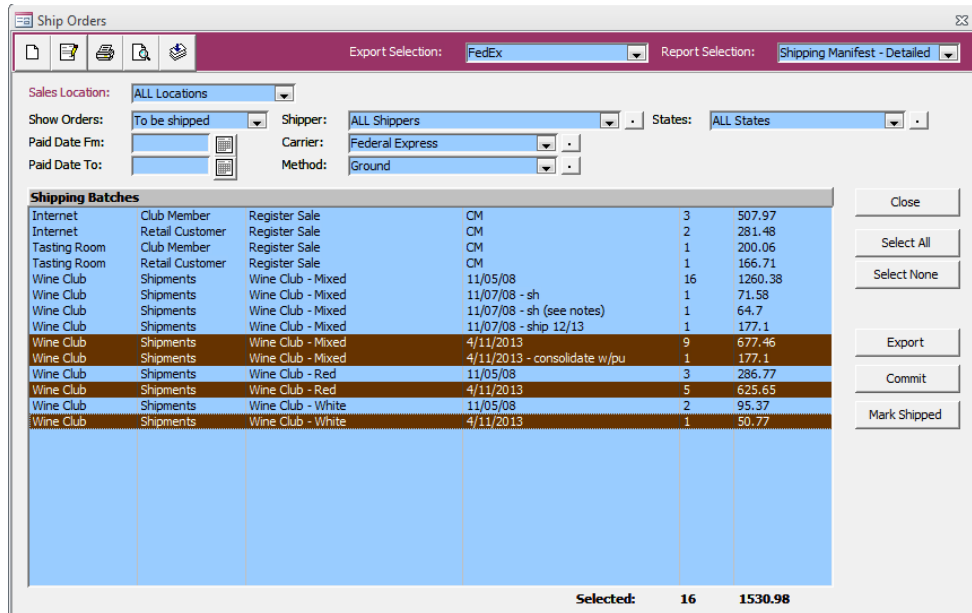 Ship Orders
Export Selection: FedEx Report Selection: Shipping Manifest - Detailed
Sales Location: ALL Locations
Show Orders: To be shipped Shipper: ALL Shippers . States: ALL States .
Paid Date Fm: Carrier: Federal Express .
Paid Date To: Method: Ground .
Shipping Batches
Close
Internet Club Member Register Sale CM 3 507.97
Internet Retail Customer Register Sale CM 2 281.48
Tasting Room Club Member Register Sale CM 1 200.06
Select All
Tasting Room Retail Customer Register Sale CM 1 166.71
Wine Club Shipments Wine Club - Mixed 11/05/08 16 1260.38
Select None
Wine Club Shipments Wine Club - Mixed 11/07/08 - sh 1 71.58
Wine Club Shipments Wine Club - Mixed 11/07/08 - sh (see notes) 1 64.7
Wine Club Shipments Wine Club - Mixed 11/07/08 - ship 12/13 1 177.1
Wine Club Shipments Wine Club - Mixed 4/11/2013 9 677.46
Export
Wine Club Shipments Wine Club - Mixed 4/11/2013 - consolidate w/pu 1 177.1
Wine Club Shipments Wine Club - Red 11/05/08 3 286.77
Commit
Wine Club Shipments Wine Club - Red 4/11/2013 5 625.65
Wine Club Shipments Wine Club - White 11/05/08 2 95.37
Mark Shipped
Wine Club Shipments Wine Club - White 4/11/2013 1 50.77
Selected: 16 1530.98